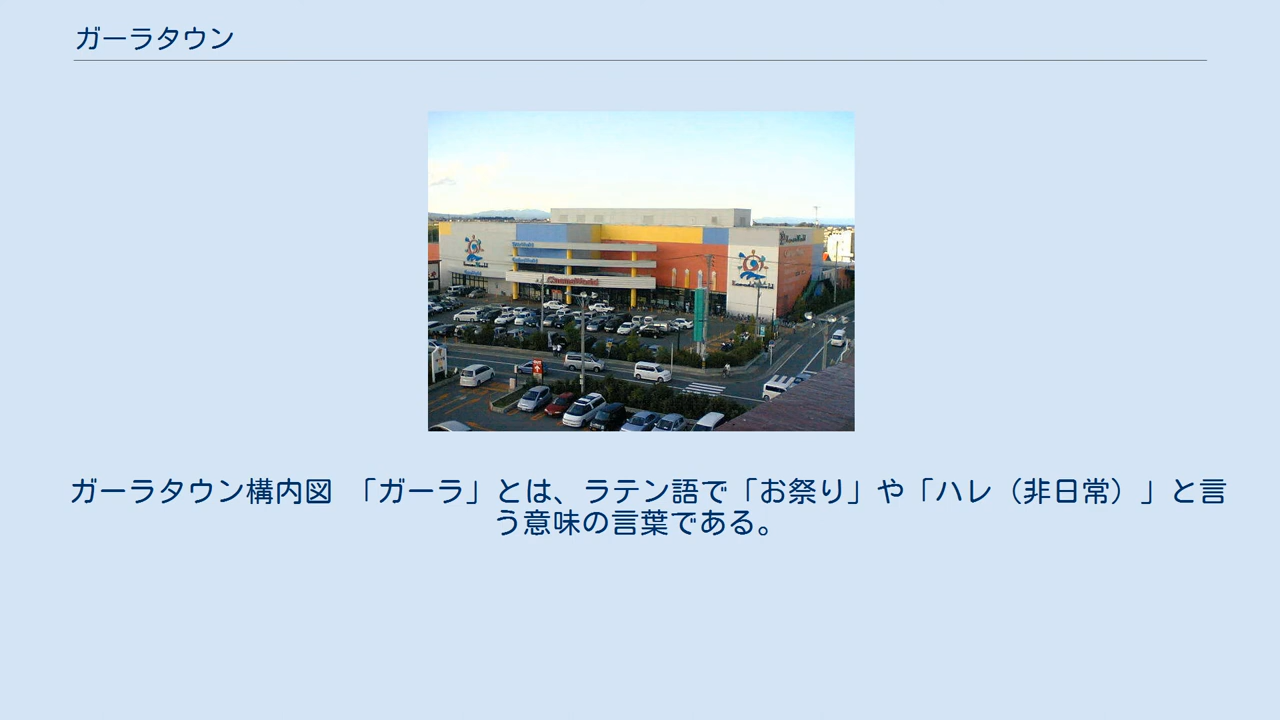 ガーラタウン
CinemaWorld
ガーラタウン構内図　「ガーラ」とは、ラテン語で「お祭り」や「ハレ（非日常）」と言
う意味の言葉である。